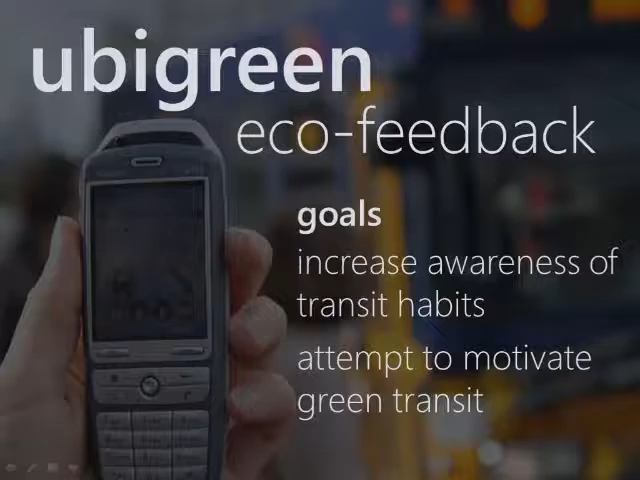 ubigreen
eco-feedback
goals
increase awareness of
transit habits
attempt to motivate
green transit